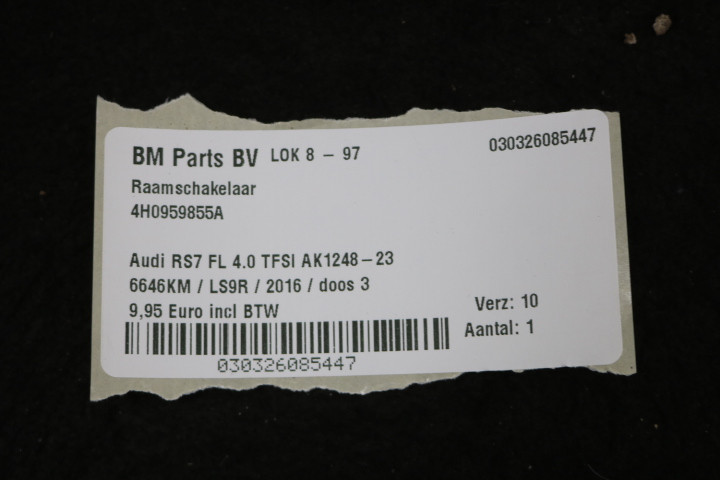 BM Parts BV LOK 8 – 97
030326085447
Raamschakelaar
4H0959855A
Audi RS7 FL 4.0 TFSI AK1248–23
6646KM / LS9R / 2016 / doos 3
9,95 Euro incl BTW
Verz: 10
Aantal: 1
030326085447